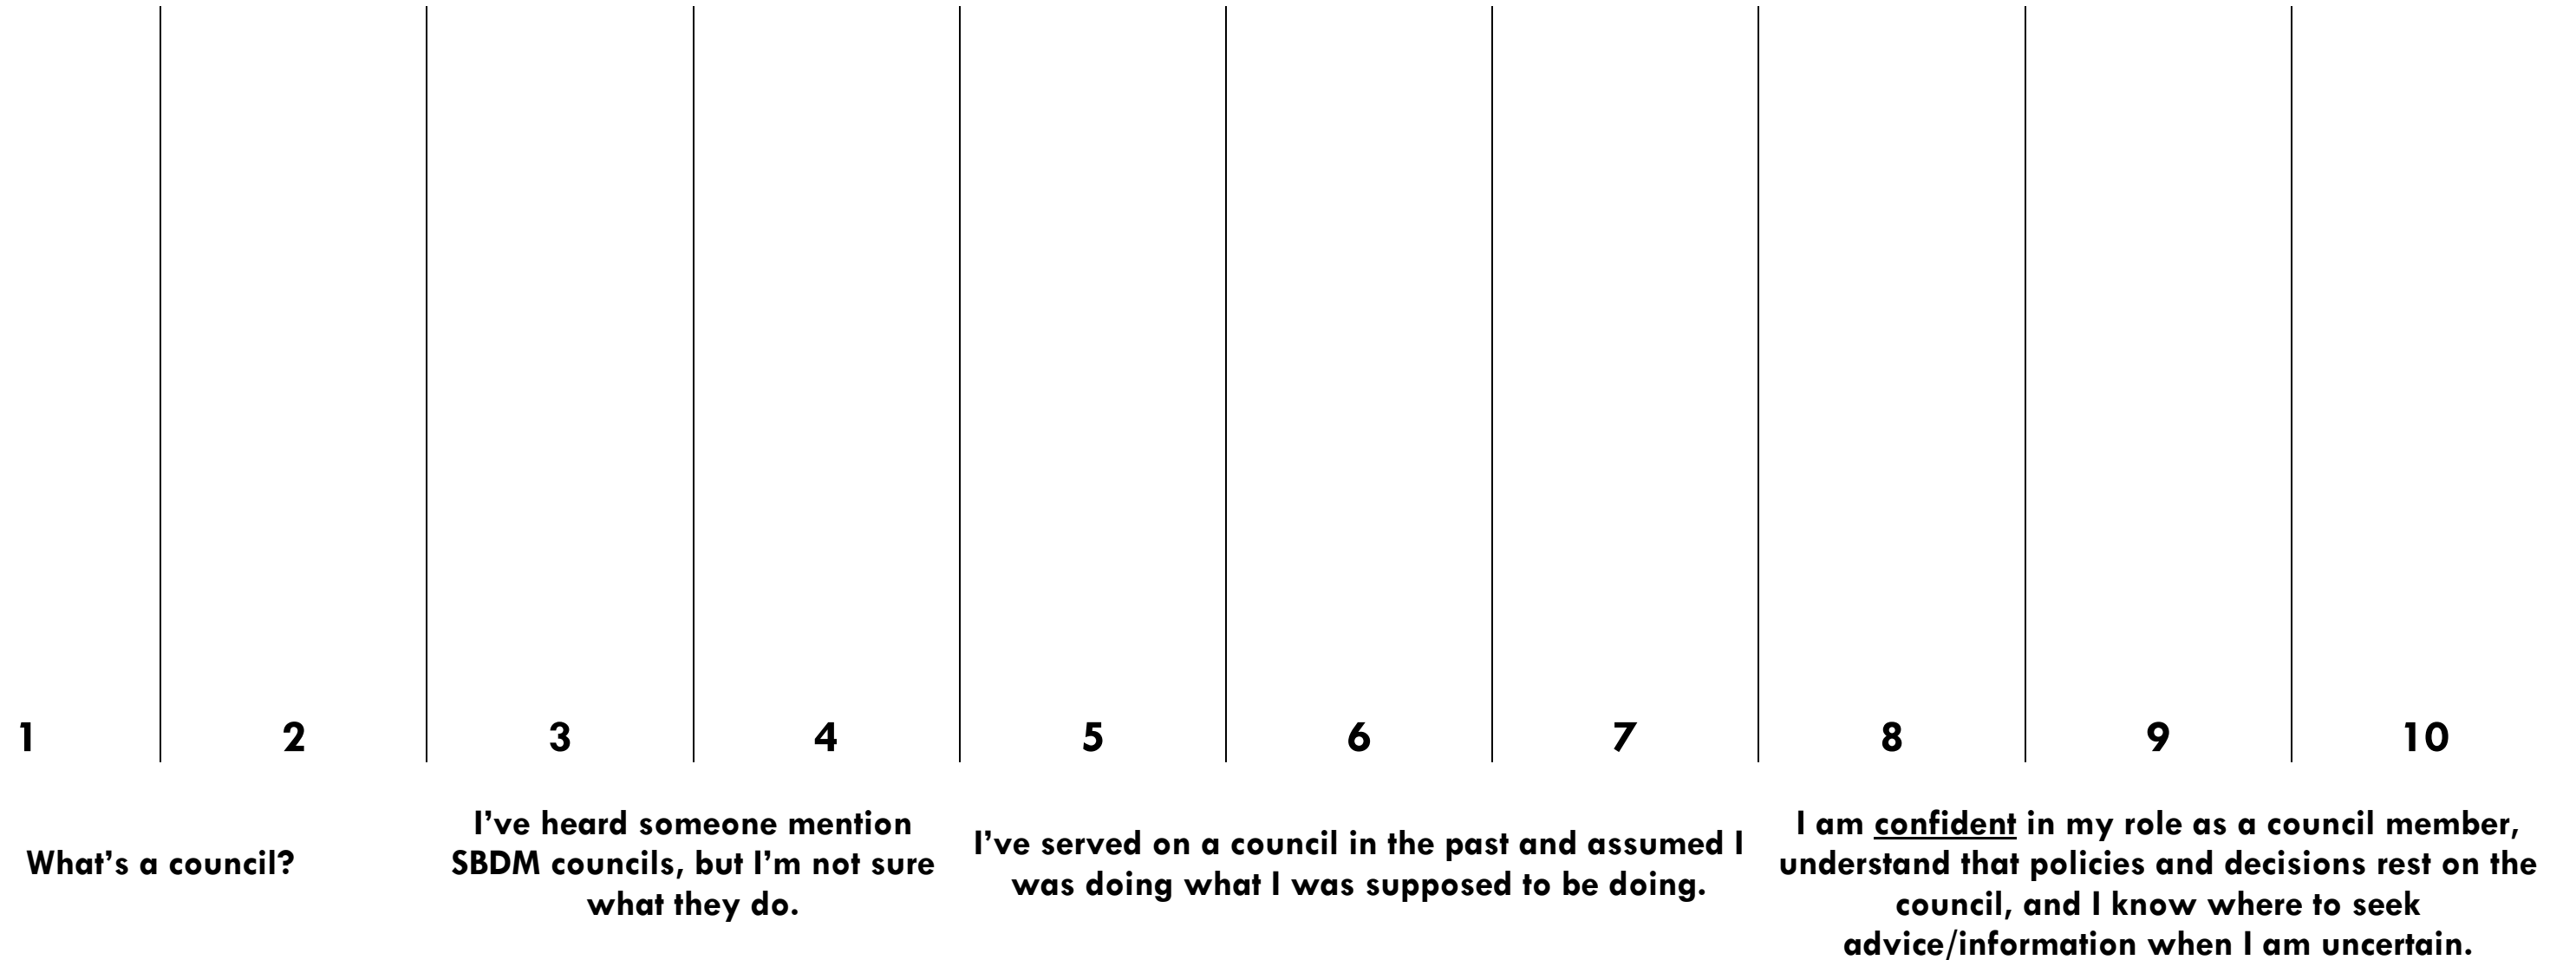 1 2 3 4 5 6 7 8 9 10
What's a council?
I've heard someone mention
SBDM councils, but I'm not sure
what they do.
I've served on a council in the past and assumed I
was doing what I was supposed to be doing.
I am confident in my role as a council member,
understand that policies and decisions rest on the
council, and I know where to seek
advice/information when I am uncertain.